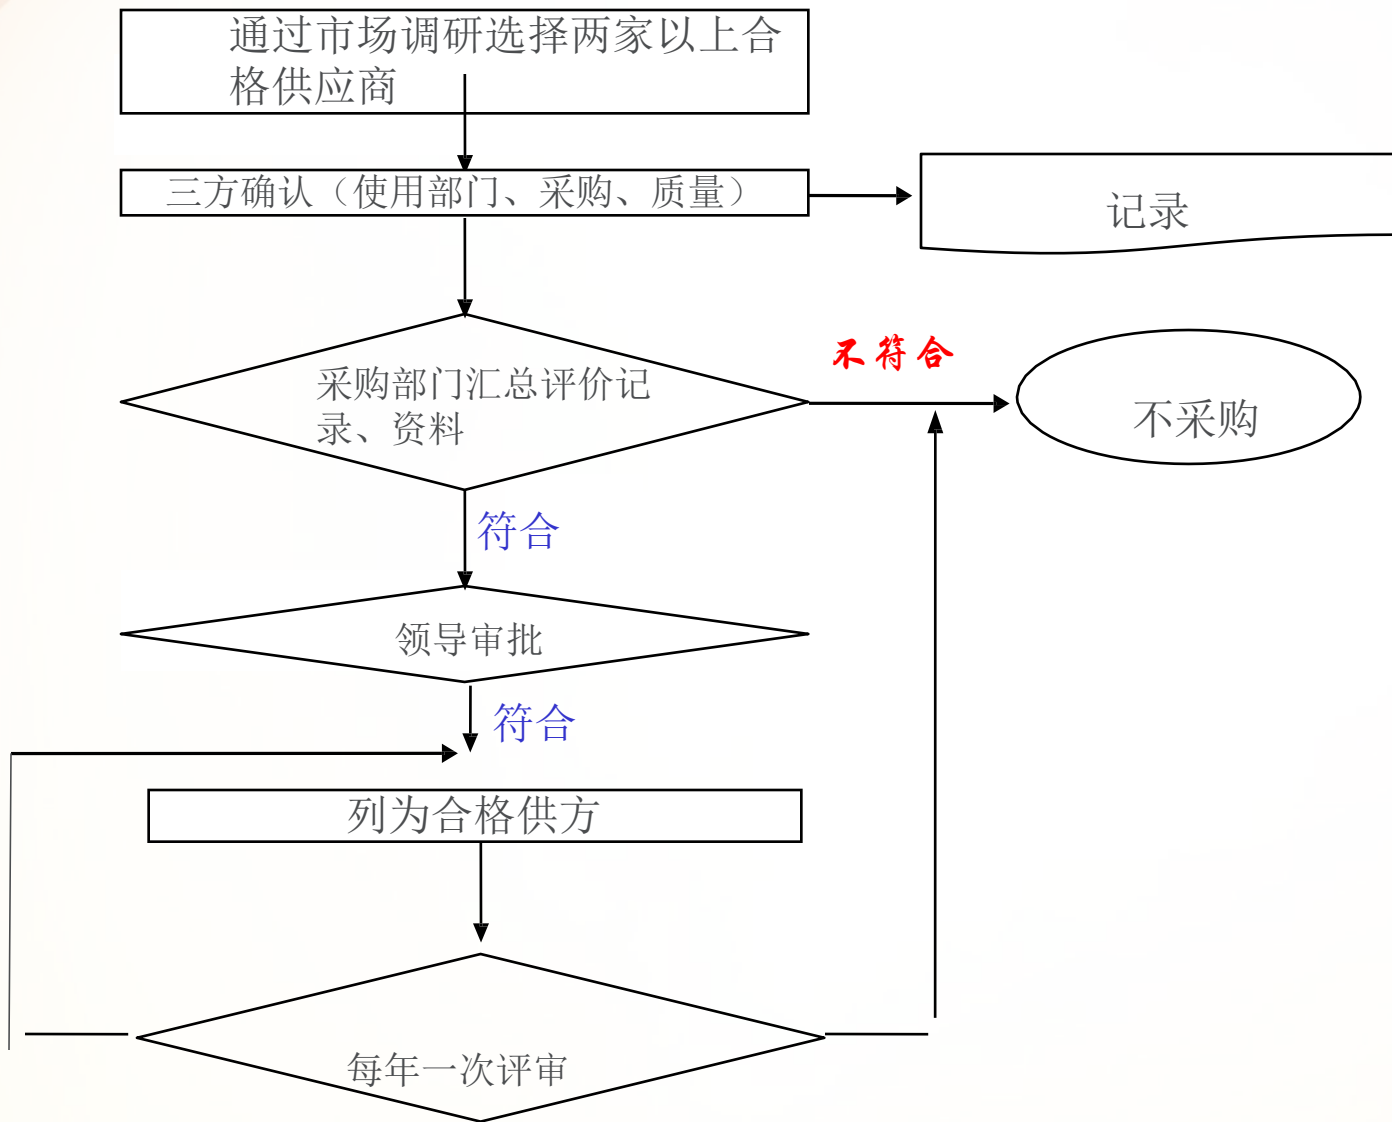 通过市场调研选择两家以上合
格供应商
三方确认（使用部门、采购、质量）
记录
不符合
采购部门汇总评价记
录、资料
不采购
符合
领导审批
符合
列为合格供方
每年一次评审